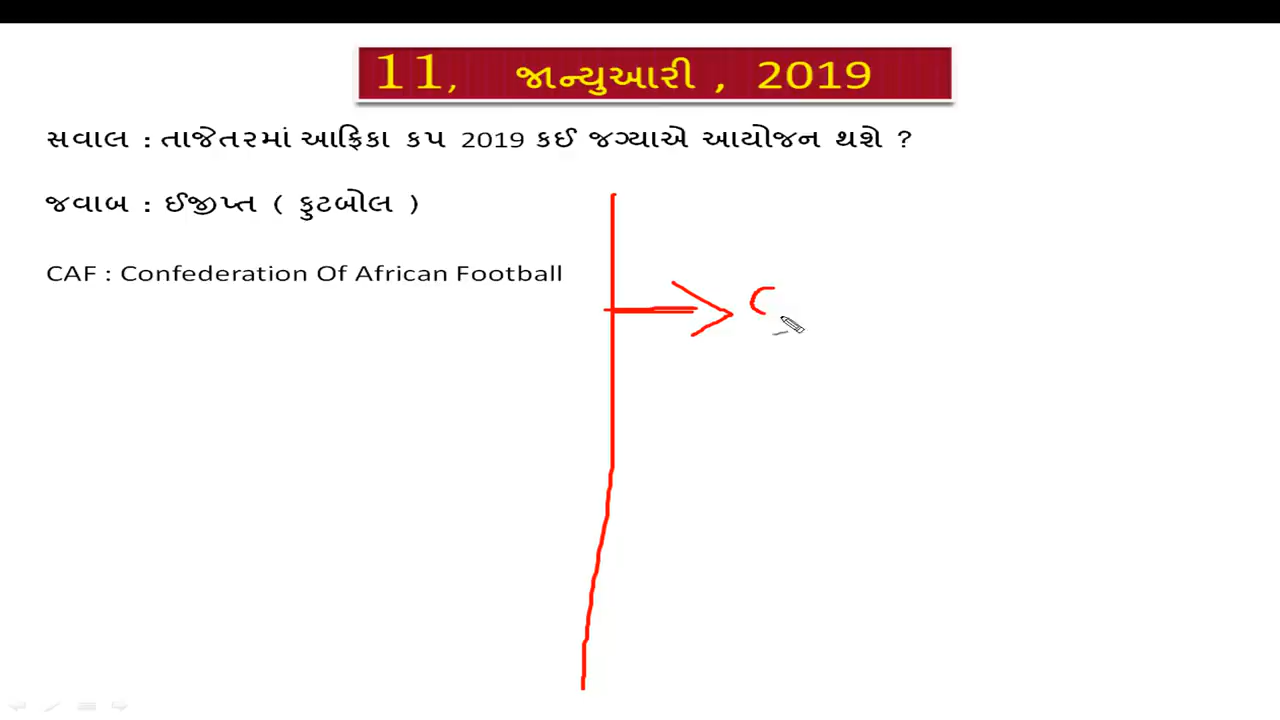 11, જાન્યુઆરી , 2019
સવાલ : તાજેતરમાં આફ્રિકા કપ 2019 કઈ જગ્યાએ આયોજન થશે ?
જવાબ : ઈજીપ્ત ( ફુટબોલ )
CAF : Confederation Of African Football
C